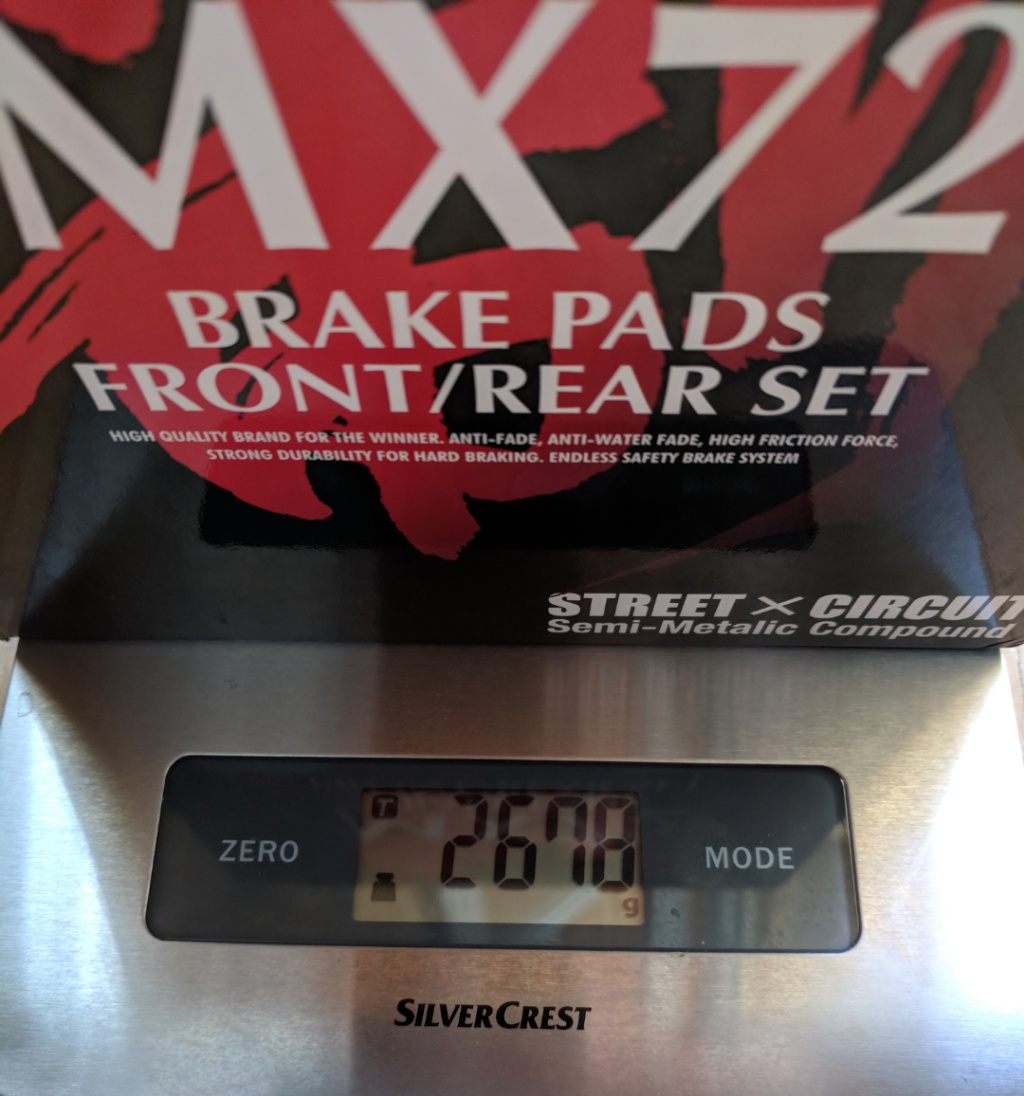 MX72
BRAKE PADS
FRONT/REAR SET
HIGH QUALITY BRAND FOR THE WINNER. ANTI-FADE, ANTI-WATER FADE, HIGH FRICTION FORCE,
STRONG DURABILITY FOR HARD BRAKING. ENDLESS SAFETY BRAKE SYSTEM
STREET X CIRCUIT
Semi-Metalic Compound
T
ZERO
2678
MODE
g
SILVERCREST